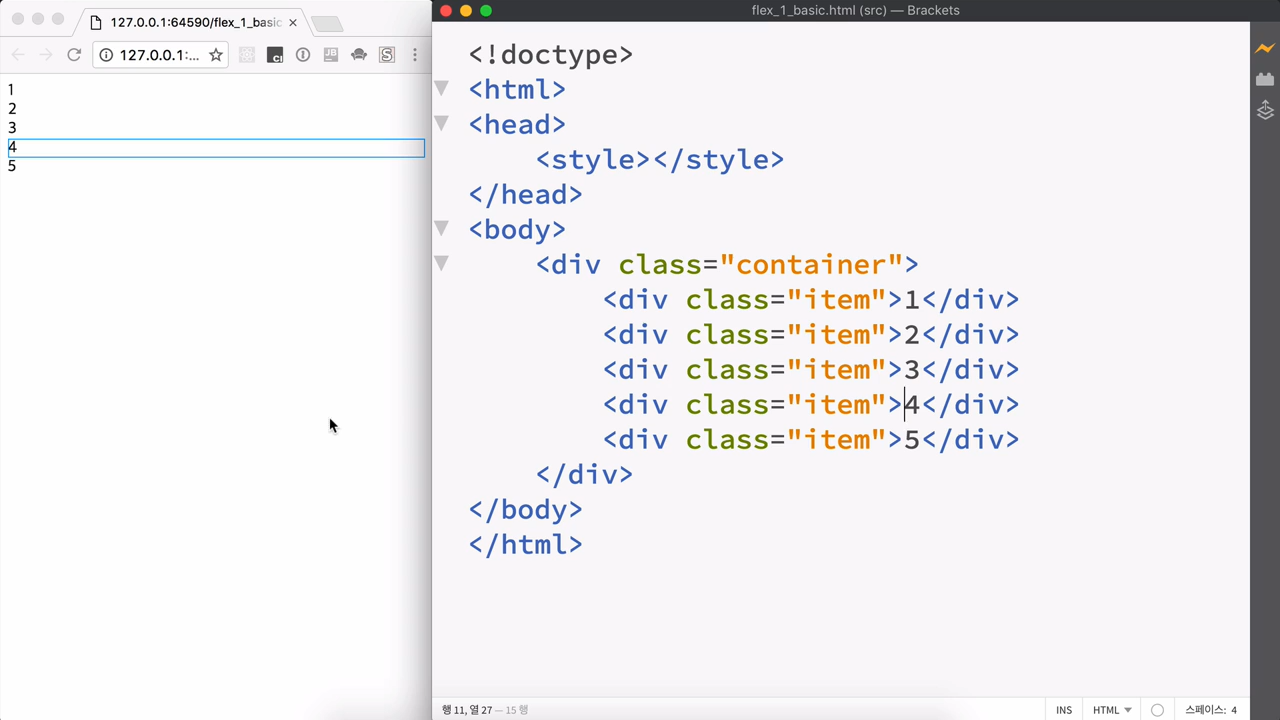 127.0.0.1:64590/flex_1_basic
127.0.0.1:...
1
2
3
4
5
flex_1_basic.html (src) — Brackets
<!doctype>
<html>
<head>
    <style></style>
</head>
<body>
    <div class="container">
        <div class="item">1</div>
        <div class="item">2</div>
        <div class="item">3</div>
        <div class="item">4</div>
        <div class="item">5</div>
    </div>
</body>
</html>
행 11, 열 27 — 15 행
INS
HTML
스페이스: 4